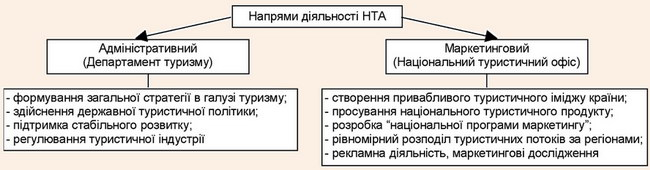 Напрями діяльності НТА
Адміністративний
(Департамент туризму)
Маркетинговий
(Національний туристичний офіс)
- формування загальної стратегії в галузі туризму;
- здійснення державної туристичної політики;
- підтримка стабільного розвитку;
- регулювання туристичної індустрії
- створення привабливого туристичного іміджу країни;
- просування національного туристичного продукту;
- розробка “національної програми маркетингу”;
- рівномірний розподіл туристичних потоків за регіонами;
- рекламна діяльність, маркетингові дослідження